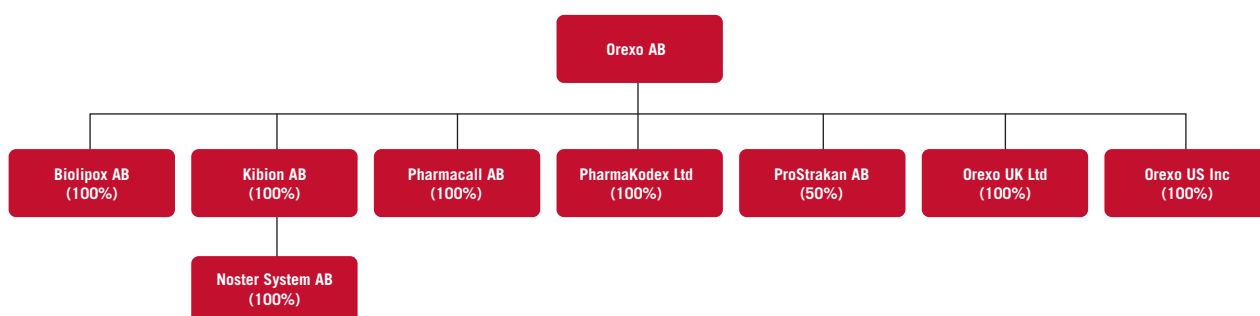 Orexo AB
Biolipox AB
(100%)
Kibion AB
(100%)
Pharmacall AB
(100%)
PharmaKodex Ltd
(100%)
ProStrakan AB
(50%)
Orexo UK Ltd
(100%)
Orexo US Inc
(100%)
Noster System AB
(100%)